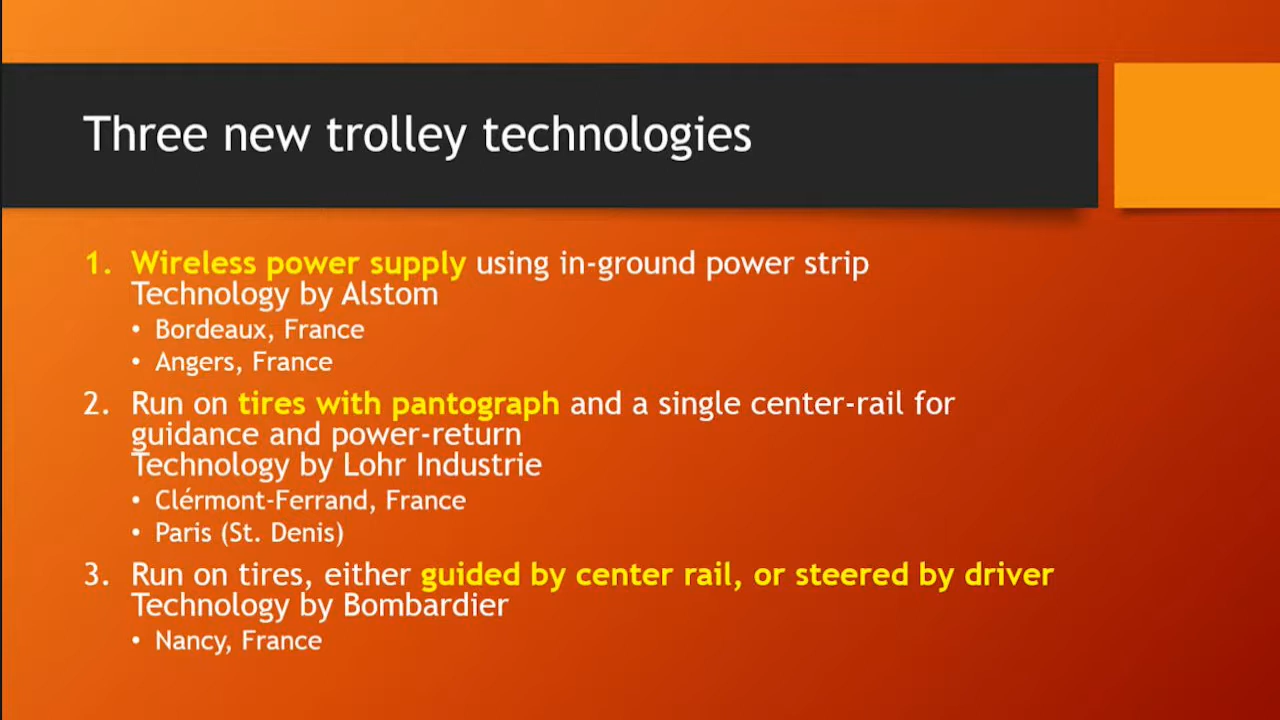 Three new trolley technologies
1. Wireless power supply using in-ground power strip
Technology by Alstom
• Bordeaux, France
• Angers, France
2. Run on tires with pantograph and a single center-rail for
guidance and power-return
Technology by Lohr Industrie
• Clérmont-Ferrand, France
• Paris (St. Denis)
3. Run on tires, either guided by center rail, or steered by driver
Technology by Bombardier
• Nancy, France